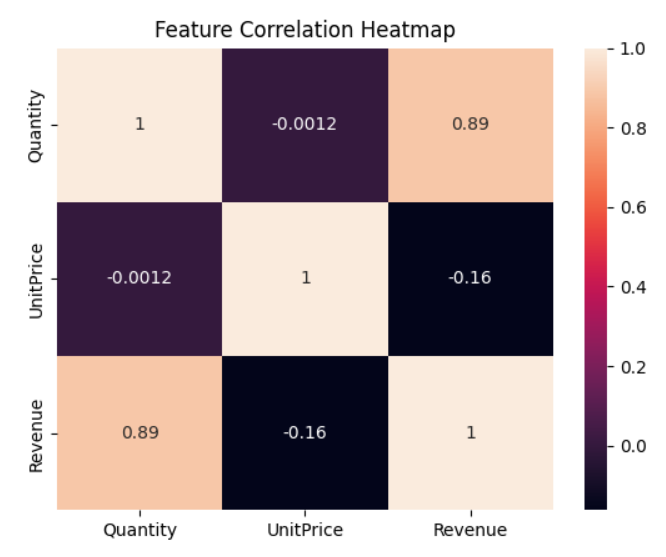 Feature Correlation Heatmap
Quantity
1
-0.0012
0.89
UnitPrice
-0.0012
1
-0.16
Revenue
0.89
-0.16
1
Quantity
UnitPrice
Revenue
1.0
0.8
0.6
0.4
0.2
0.0